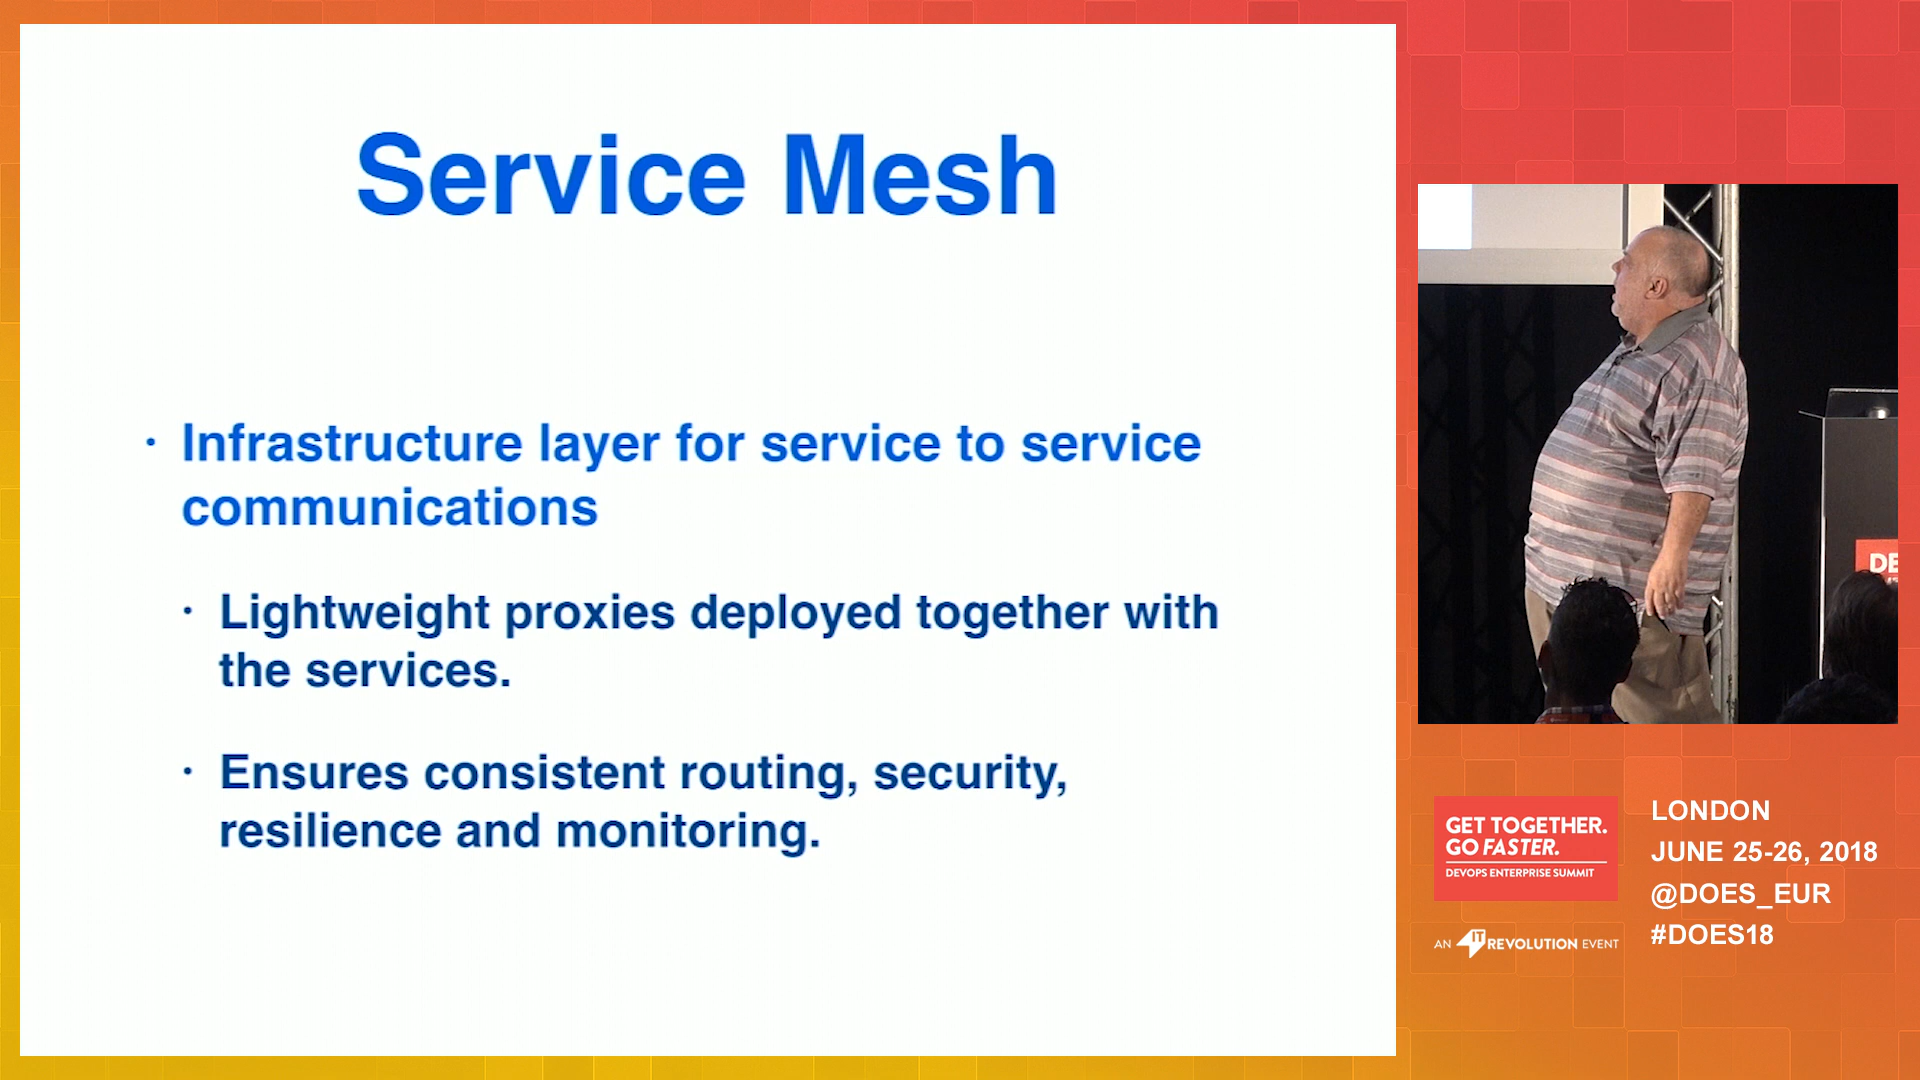 Service Mesh
· Infrastructure layer for service to service
communications
· Lightweight proxies deployed together with
the services.
· Ensures consistent routing, security,
resilience and monitoring.
DE
GET TOGETHER.
GO FASTER.
DEVOPS ENTERPRISE SUMMIT
AN IT REVOLUTION EVENT
LONDON
JUNE 25-26, 2018
@DOES_EUR
#DOES18